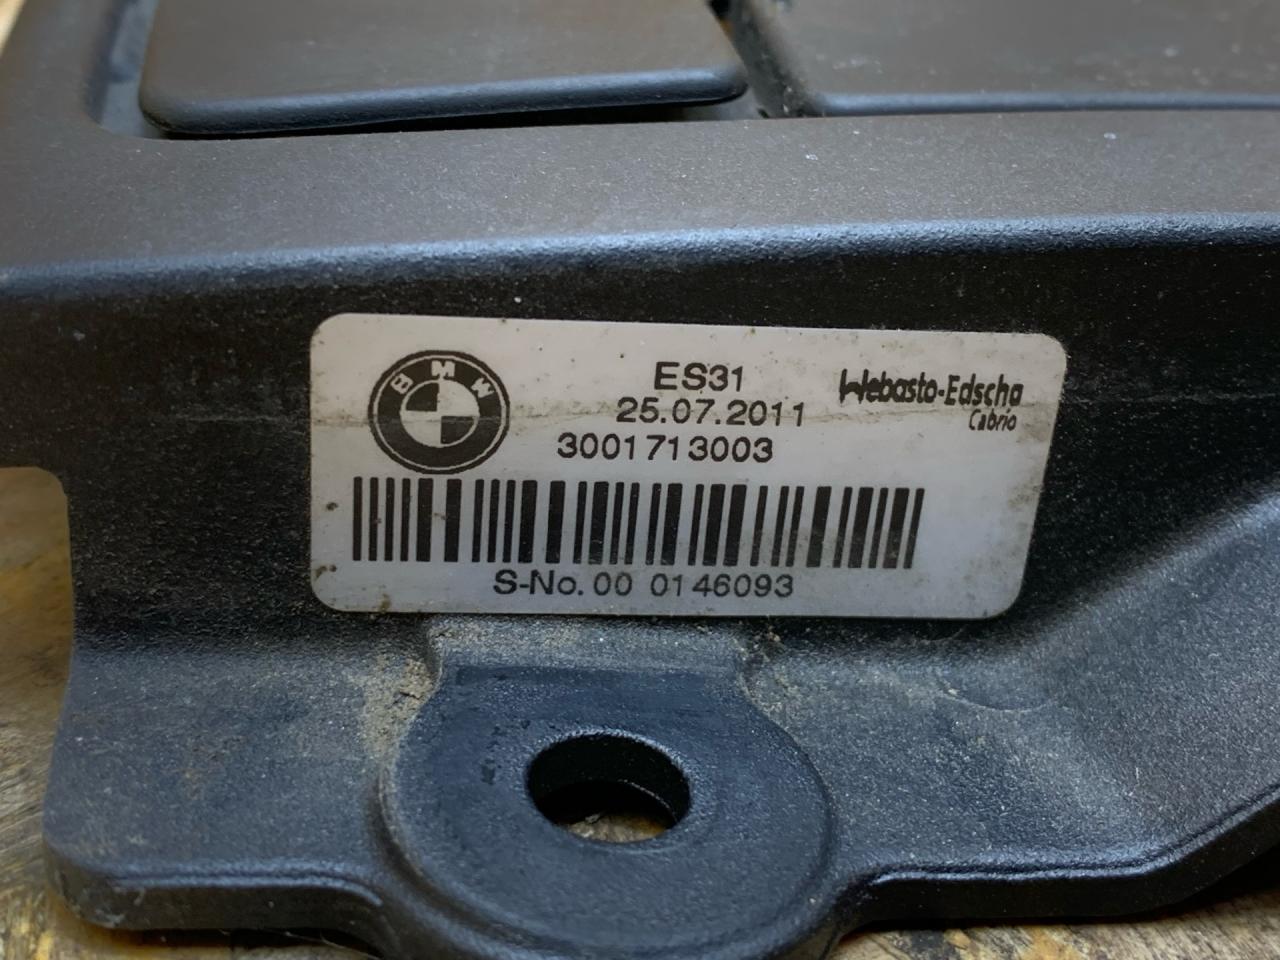 BMW
ES31
25.07.2011
3001713003
Webasto-Edscha
Cabrio
S-No. 00 0146093